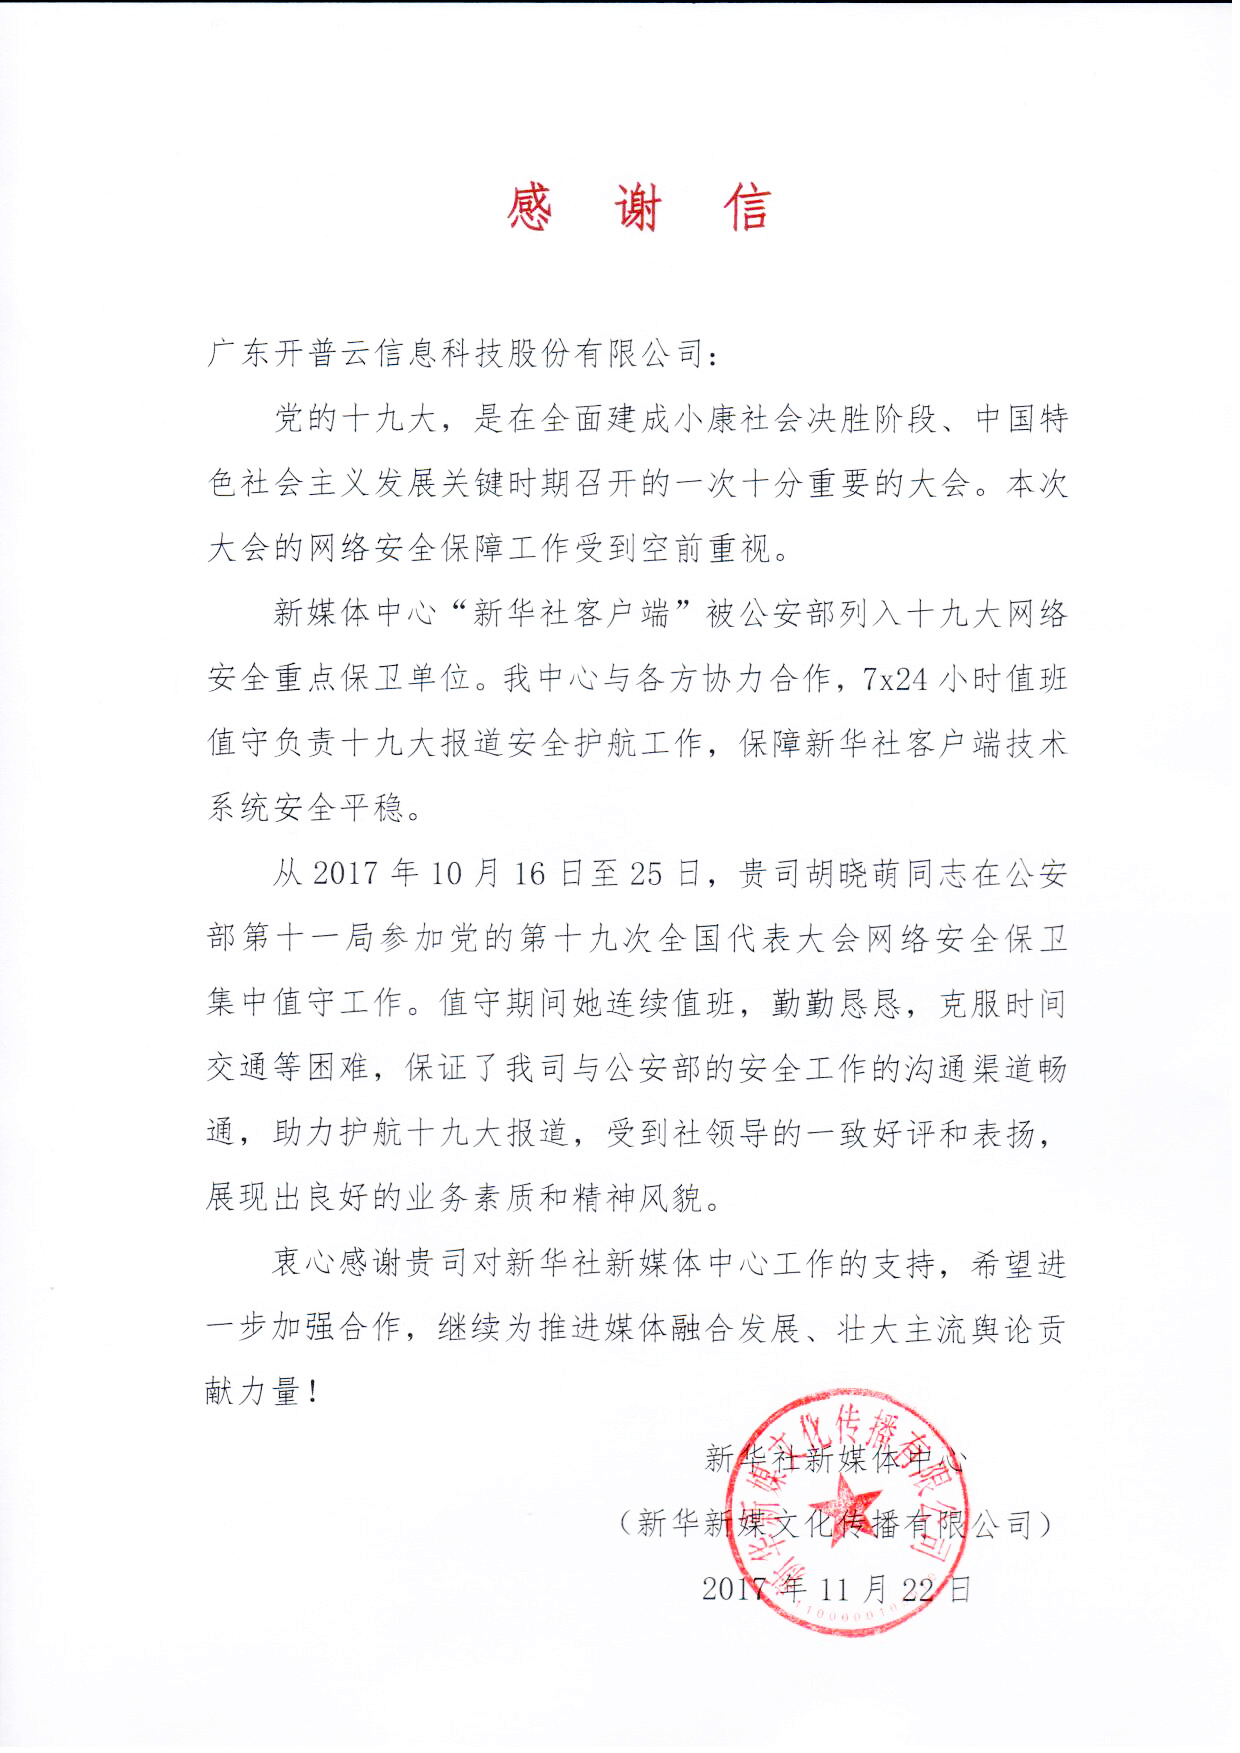 感 谢 信
广东开普云信息科技股份有限公司：
党的十九大，是在全面建成小康社会决胜阶段、中国特
色社会主义发展关键时期召开的一次十分重要的大会。本次
大会的网络安全保障工作受到空前重视。
新媒体中心“新华社客户端”被公安部列入十九大网络
安全重点保卫单位。我中心与各方协力合作，7x24 小时值班
值守负责十九大报道安全护航工作，保障新华社客户端技术
系统安全平稳。
从 2017 年 10 月 16 日至 25 日，贵司胡晓萌同志在公安
部第十一局参加党的第十九次全国代表大会网络安全保卫
集中值守工作。值守期间她连续值班，勤勤恳恳，克服时间
交通等困难，保证了我司与公安部的安全工作的沟通渠道畅
通，助力护航十九大报道，受到社领导的一致好评和表扬，
展现出良好的业务素质和精神风貌。
衷心感谢贵司对新华社新媒体中心工作的支持，希望进
一步加强合作，继续为推进媒体融合发展、壮大主流舆论贡
献力量！
新华社新媒体中心
（新华新媒文化传播有限公司）
2017 年 11 月 22 日
新华新媒文化传播有限公司